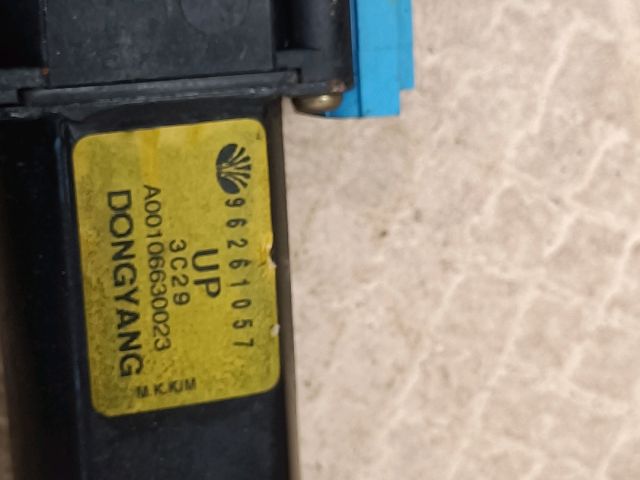 96261057
UP
3C29
A00106630023
DONGYANG
M.K.KIM